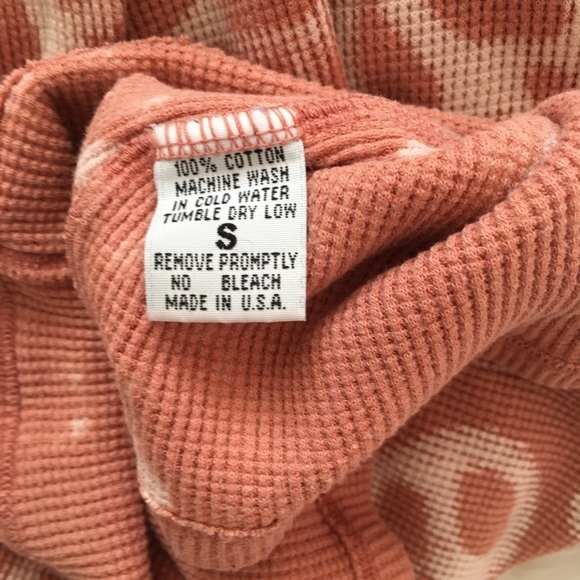 100% COTTON
MACHINE WASH
IN COLD WATER
TUMBLE DRY LOW
S
REMOVE PROMPTLY
NO BLEACH
MADE IN U.S.A.